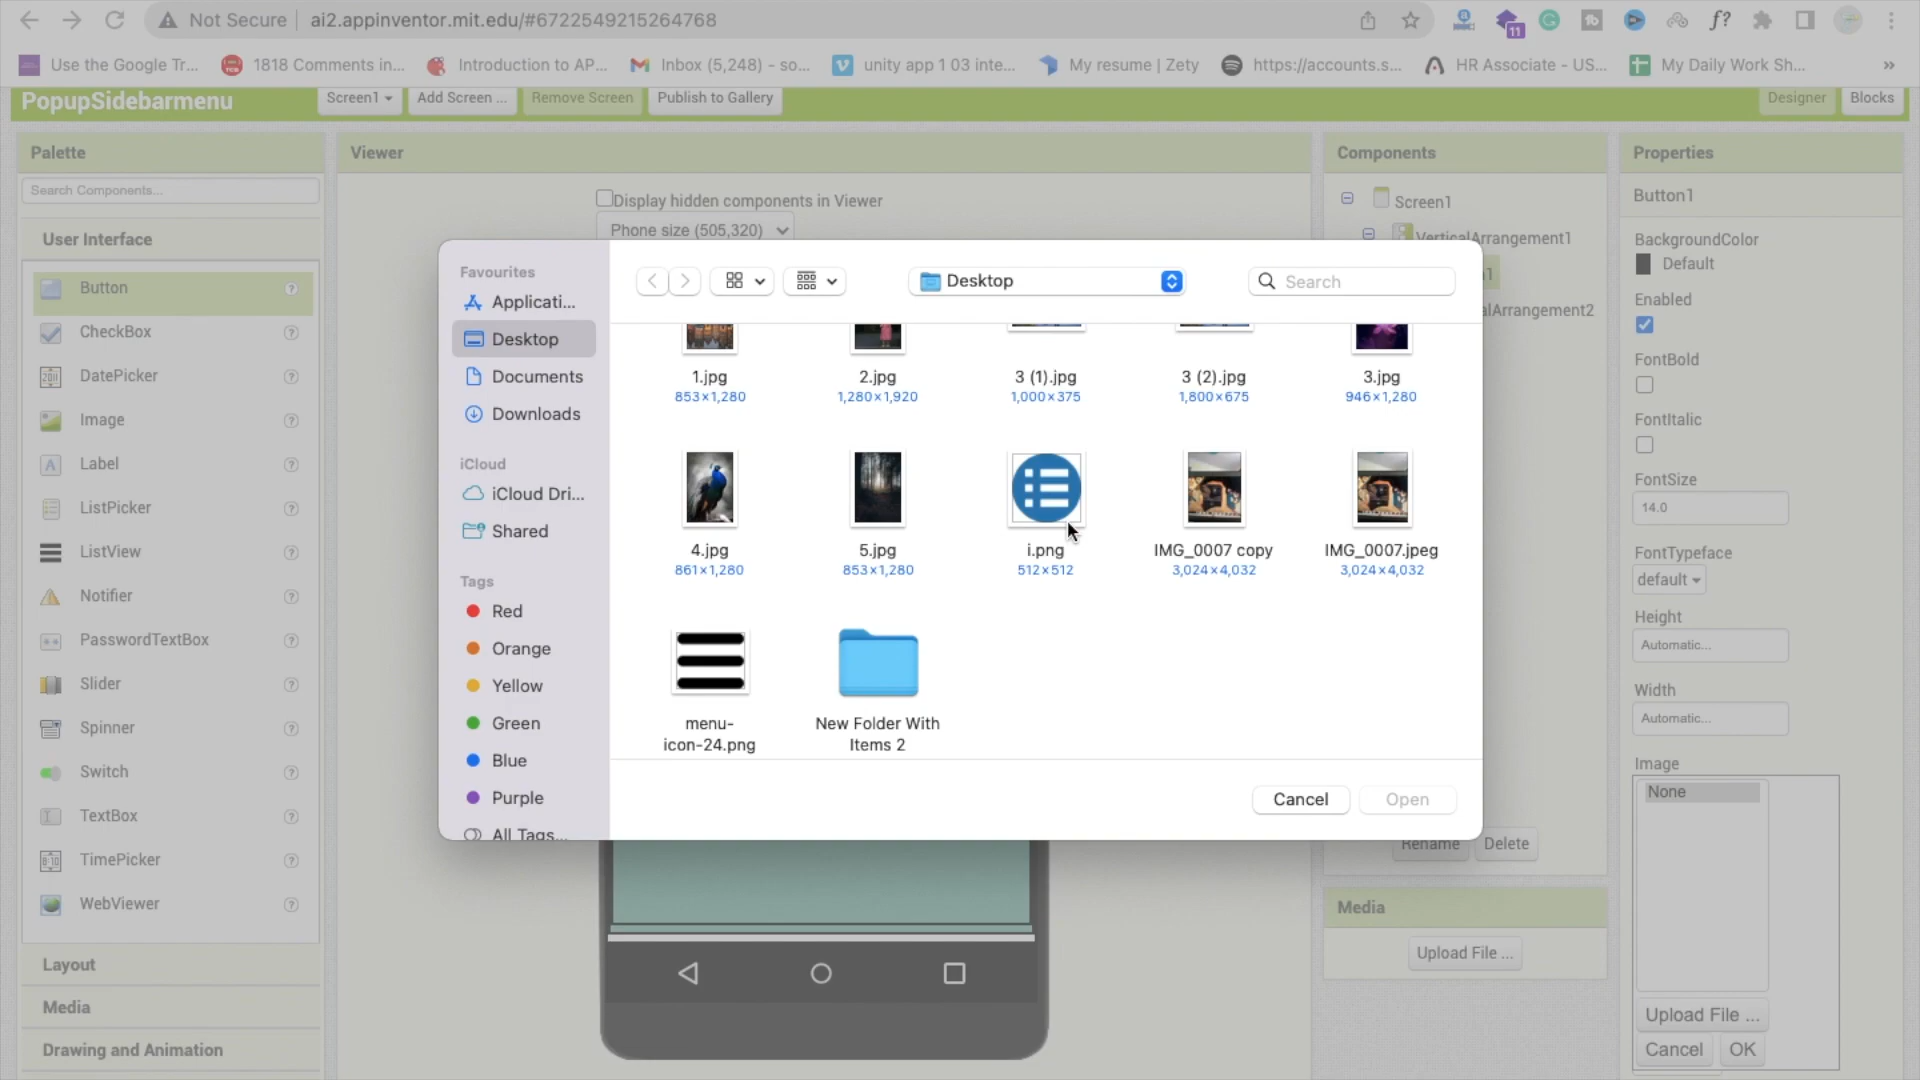 Not Secure
ai2.appinventor.mit.edu/#6722549215264768
11
Use the Google Tr...
1818 Comments in...
Introduction to AP...
Inbox (5,248) - so...
unity app 1 03 inte...
My resume | Zety
https://accounts.s...
HR Associate - US...
My Daily Work Sh...
PopupSidebarmenu
Screen1
Add Screen ...
Remove Screen
Publish to Gallery
Designer
Blocks
Palette
Search Components...
User Interface
Button
CheckBox
DatePicker
Image
Label
ListPicker
ListView
Notifier
PasswordTextBox
Slider
Spinner
Switch
TextBox
TimePicker
WebViewer
Layout
Media
Drawing and Animation
Viewer
Display hidden components in Viewer
Phone size (505,320)
Favourites
Applicati...
Desktop
Documents
Downloads
iCloud
iCloud Dri...
Shared
Tags
Red
Orange
Yellow
Green
Blue
Purple
All Tags...
Desktop
Search
1.jpg
853×1,280
2.jpg
1,280×1,920
3 (1).jpg
1,000×375
3 (2).jpg
1,800×675
3.jpg
946×1,280
4.jpg
861×1,280
5.jpg
853×1,280
i.png
512×512
IMG_0007 copy
3,024×4,032
IMG_0007.jpeg
3,024×4,032
menu-
icon-24.png
New Folder With
Items 2
Cancel
Open
Components
Screen1
VerticalArrangement1
1
alArrangement2
Rename
Delete
Media
Upload File ...
Properties
Button1
BackgroundColor
Default
Enabled
FontBold
FontItalic
FontSize
14.0
FontTypeface
default
Height
Automatic...
Width
Automatic...
Image
None
Upload File ...
Cancel
OK